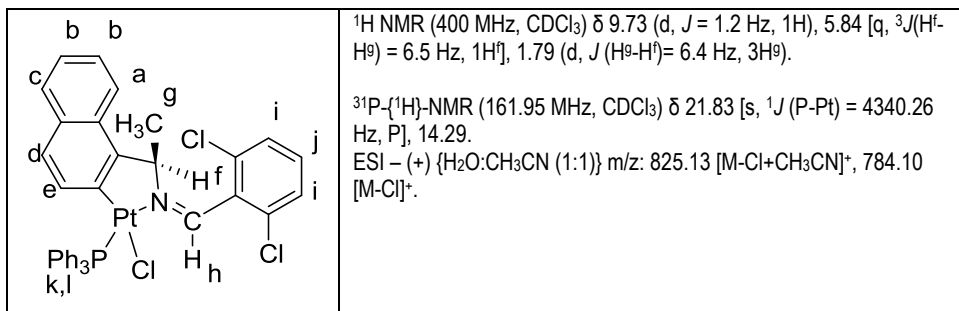 b b
c
a
g
H₃C
Cl
i
j
d
H f
e
N
i
Pt
C
Cl
Ph₃P
Cl
H
h
k,l
¹H NMR (400 MHz, CDCl₃) δ 9.73 (d, J = 1.2 Hz, 1H), 5.84 [q, ³J(Hᶠ-
Hᵍ) = 6.5 Hz, 1Hᶠ], 1.79 (d, J (Hᵍ-Hᶠ)= 6.4 Hz, 3Hᵍ).
³¹P-{¹H}-NMR (161.95 MHz, CDCl₃) δ 21.83 [s, ¹J (P-Pt) = 4340.26
Hz, P], 14.29.
ESI – (+) {H₂O:CH₃CN (1:1)} m/z: 825.13 [M-Cl+CH₃CN]⁺, 784.10
[M-Cl]⁺.